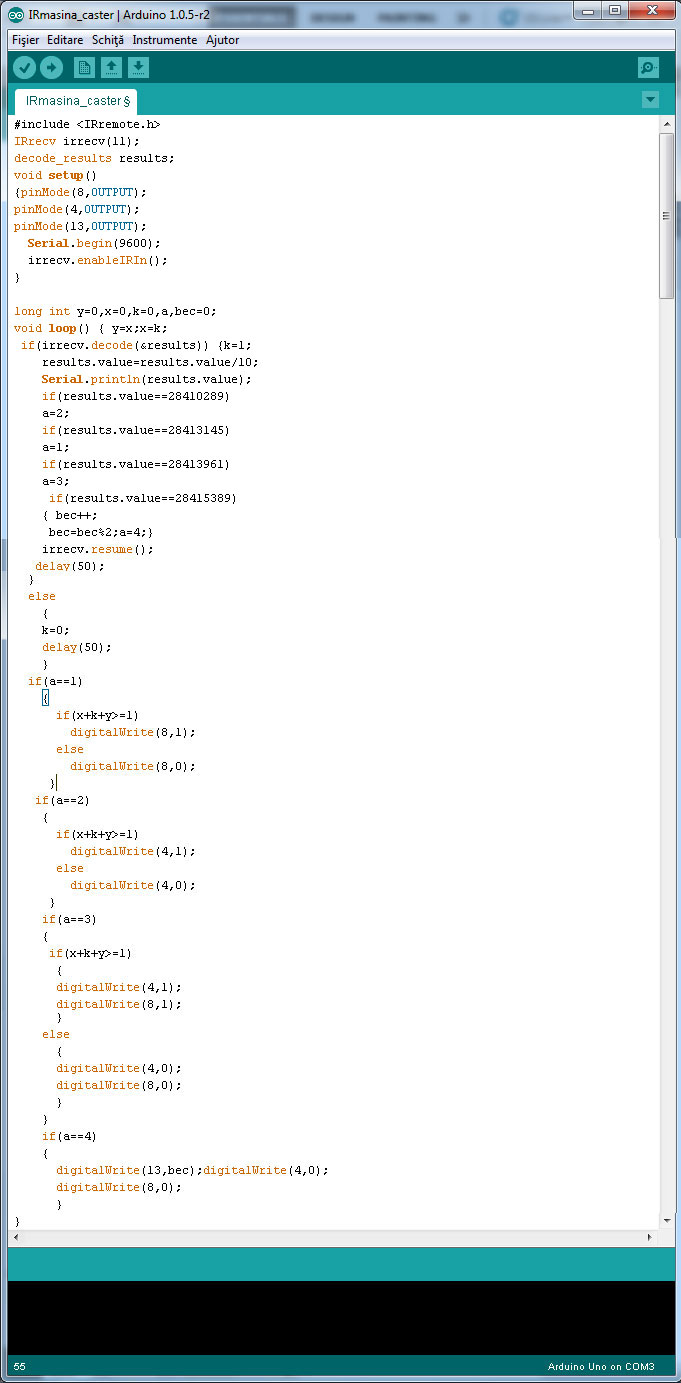 IRmasina_caster | Arduino 1.0.5-r2
Fişier Editare Schiţă Instrumente Ajutor
IRmasina_caster §
#include <IRremote.h>
IRrecv irrecv(11);
decode_results results;
void setup()
{pinMode(8,OUTPUT);
pinMode(4,OUTPUT);
pinMode(13,OUTPUT);
  Serial.begin(9600);
  irrecv.enableIRIn();
}

long int y=0,x=0,k=0,a,bec=0;
void loop() { y=x;x=k;
 if(irrecv.decode(&results)) {k=1;
    results.value=results.value/10;
    Serial.println(results.value);
    if(results.value==28410289)
    a=2;
    if(results.value==28413145)
    a=1;
    if(results.value==28413961)
    a=3;
     if(results.value==28415389)
    { bec++;
     bec=bec%2;a=4;}
    irrecv.resume();
   delay(50);
  }
  else
    {
    k=0;
    delay(50);
    }
  if(a==1)
    {
      if(x+k+y>=1)
        digitalWrite(8,1);
      else
        digitalWrite(8,0);
     }
   if(a==2)
    {
      if(x+k+y>=1)
        digitalWrite(4,1);
      else
        digitalWrite(4,0);
     }
    if(a==3)
    {
     if(x+k+y>=1)
      {
      digitalWrite(4,1);
      digitalWrite(8,1);
      }
    else
      {
      digitalWrite(4,0);
      digitalWrite(8,0);
      }
    }
    if(a==4)
    {
      digitalWrite(13,bec);digitalWrite(4,0);
      digitalWrite(8,0);
      }
}
55
Arduino Uno on COM3